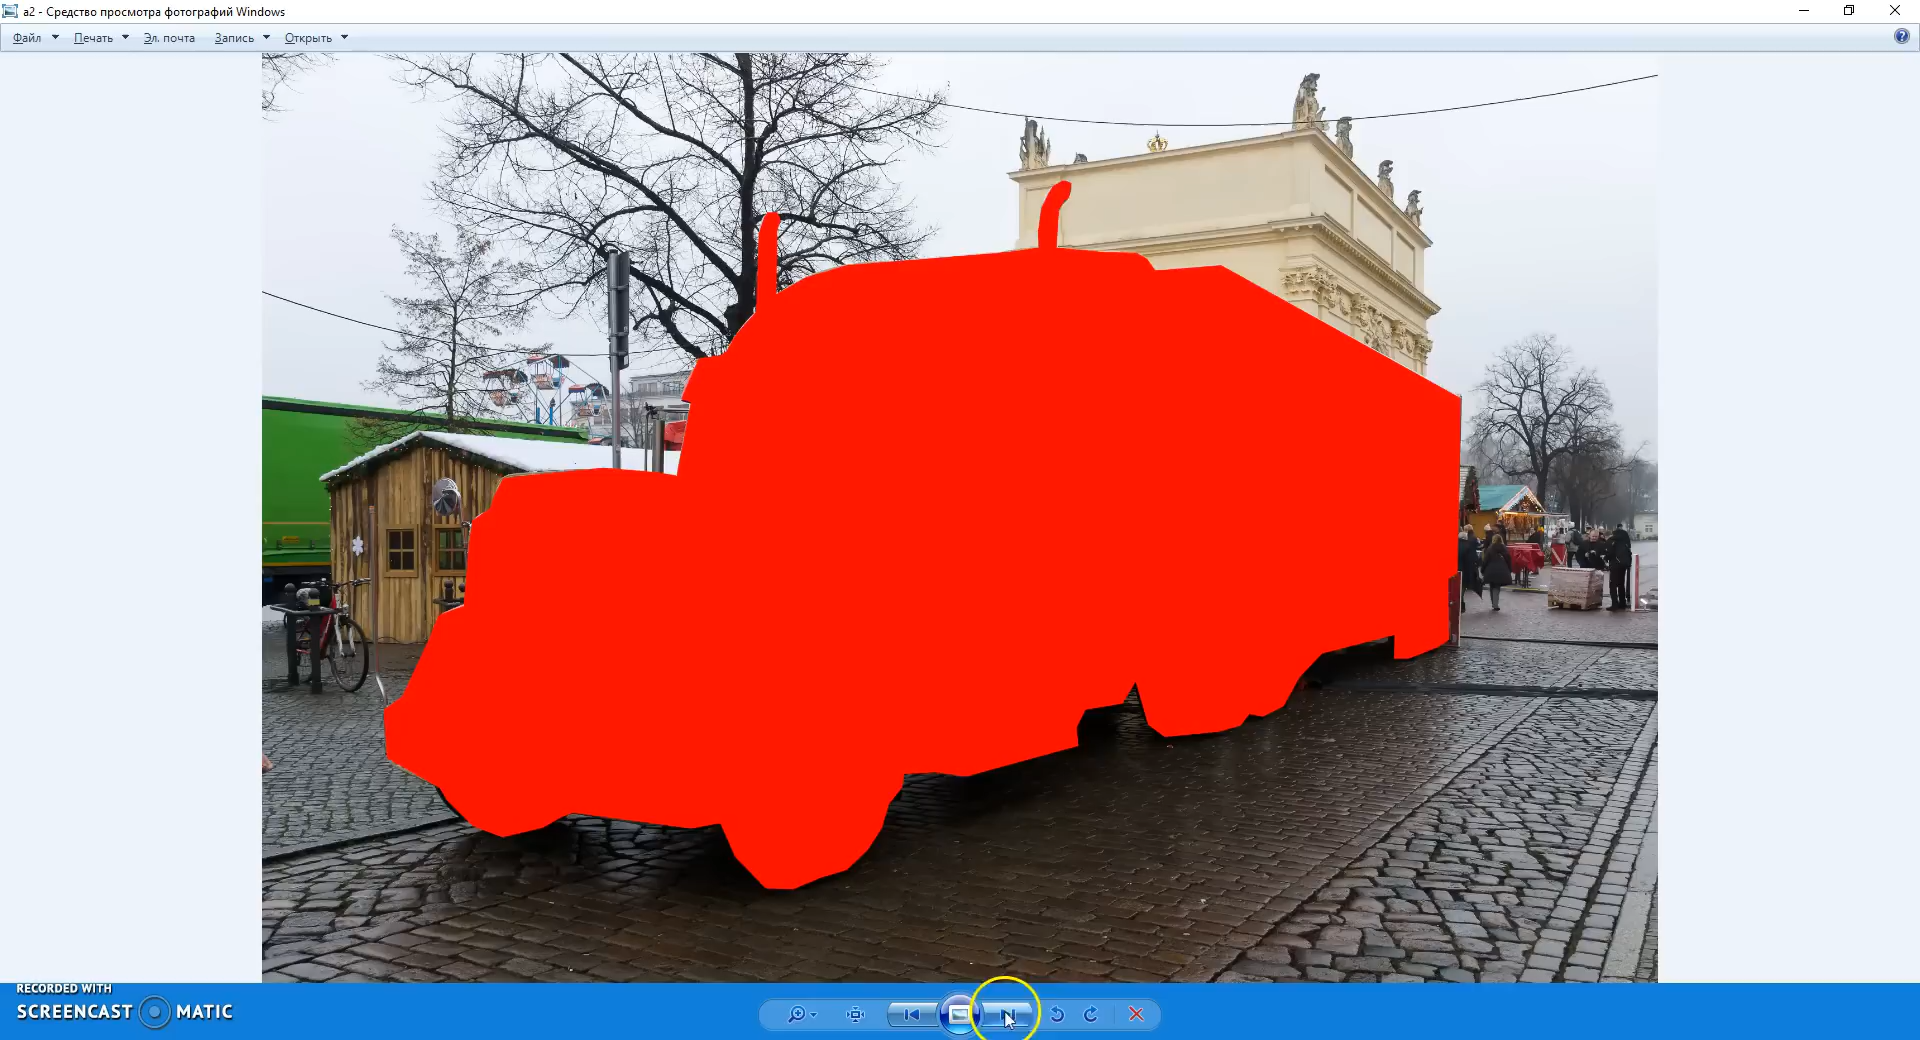 a2 - Средство просмотра фотографий Windows
Файл Печать Эл. почта Запись Открыть
RECORDED WITH
SCREENCAST MATIC